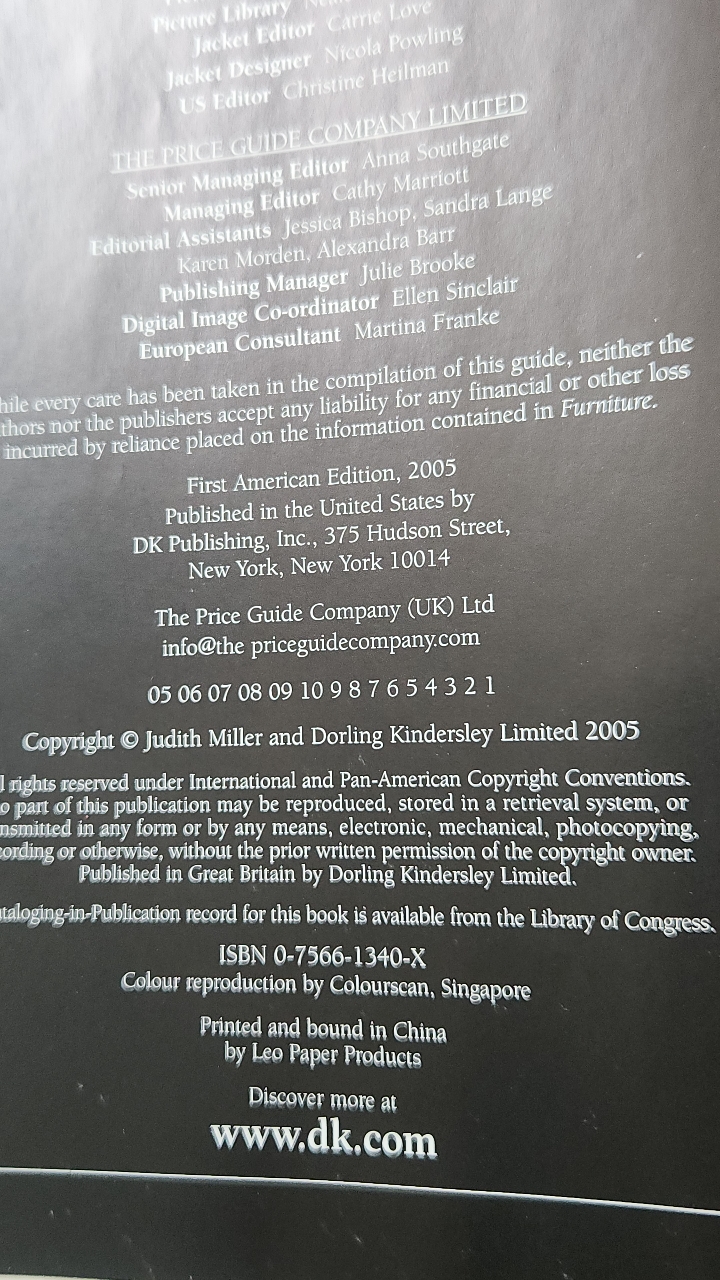 Picture Library
Jacket Editor Carrie Love
Jacket Designer Nicola Powling
US Editor Christine Heilman
THE PRICE GUIDE COMPANY LIMITED
Senior Managing Editor Anna Southgate
Managing Editor Cathy Marriott
Editorial Assistants Jessica Bishop, Sandra Lange
Karen Morden, Alexandra Barr
Publishing Manager Julie Brooke
Digital Image Co-ordinator Ellen Sinclair
European Consultant Martina Franke
hile every care has been taken in the compilation of this guide, neither the
thors nor the publishers accept any liability for any financial or other loss
incurred by reliance placed on the information contained in Furniture.
First American Edition, 2005
Published in the United States by
DK Publishing, Inc., 375 Hudson Street,
New York, New York 10014
The Price Guide Company (UK) Ltd
info@the priceguidecompany.com
05 06 07 08 09 10 9 8 7 6 5 4 3 2 1
Copyright © Judith Miller and Dorling Kindersley Limited 2005
l rights reserved under International and Pan-American Copyright Conventions.
o part of this publication may be reproduced, stored in a retrieval system, or
nsmitted in any form or by any means, electronic, mechanical, photocopying,
cording or otherwise, without the prior written permission of the copyright owner.
Published in Great Britain by Dorling Kindersley Limited.
taloging-in-Publication record for this book is available from the Library of Congress.
ISBN 0-7566-1340-X
Colour reproduction by Colourscan, Singapore
Printed and bound in China
by Leo Paper Products
Discover more at
www.dk.com